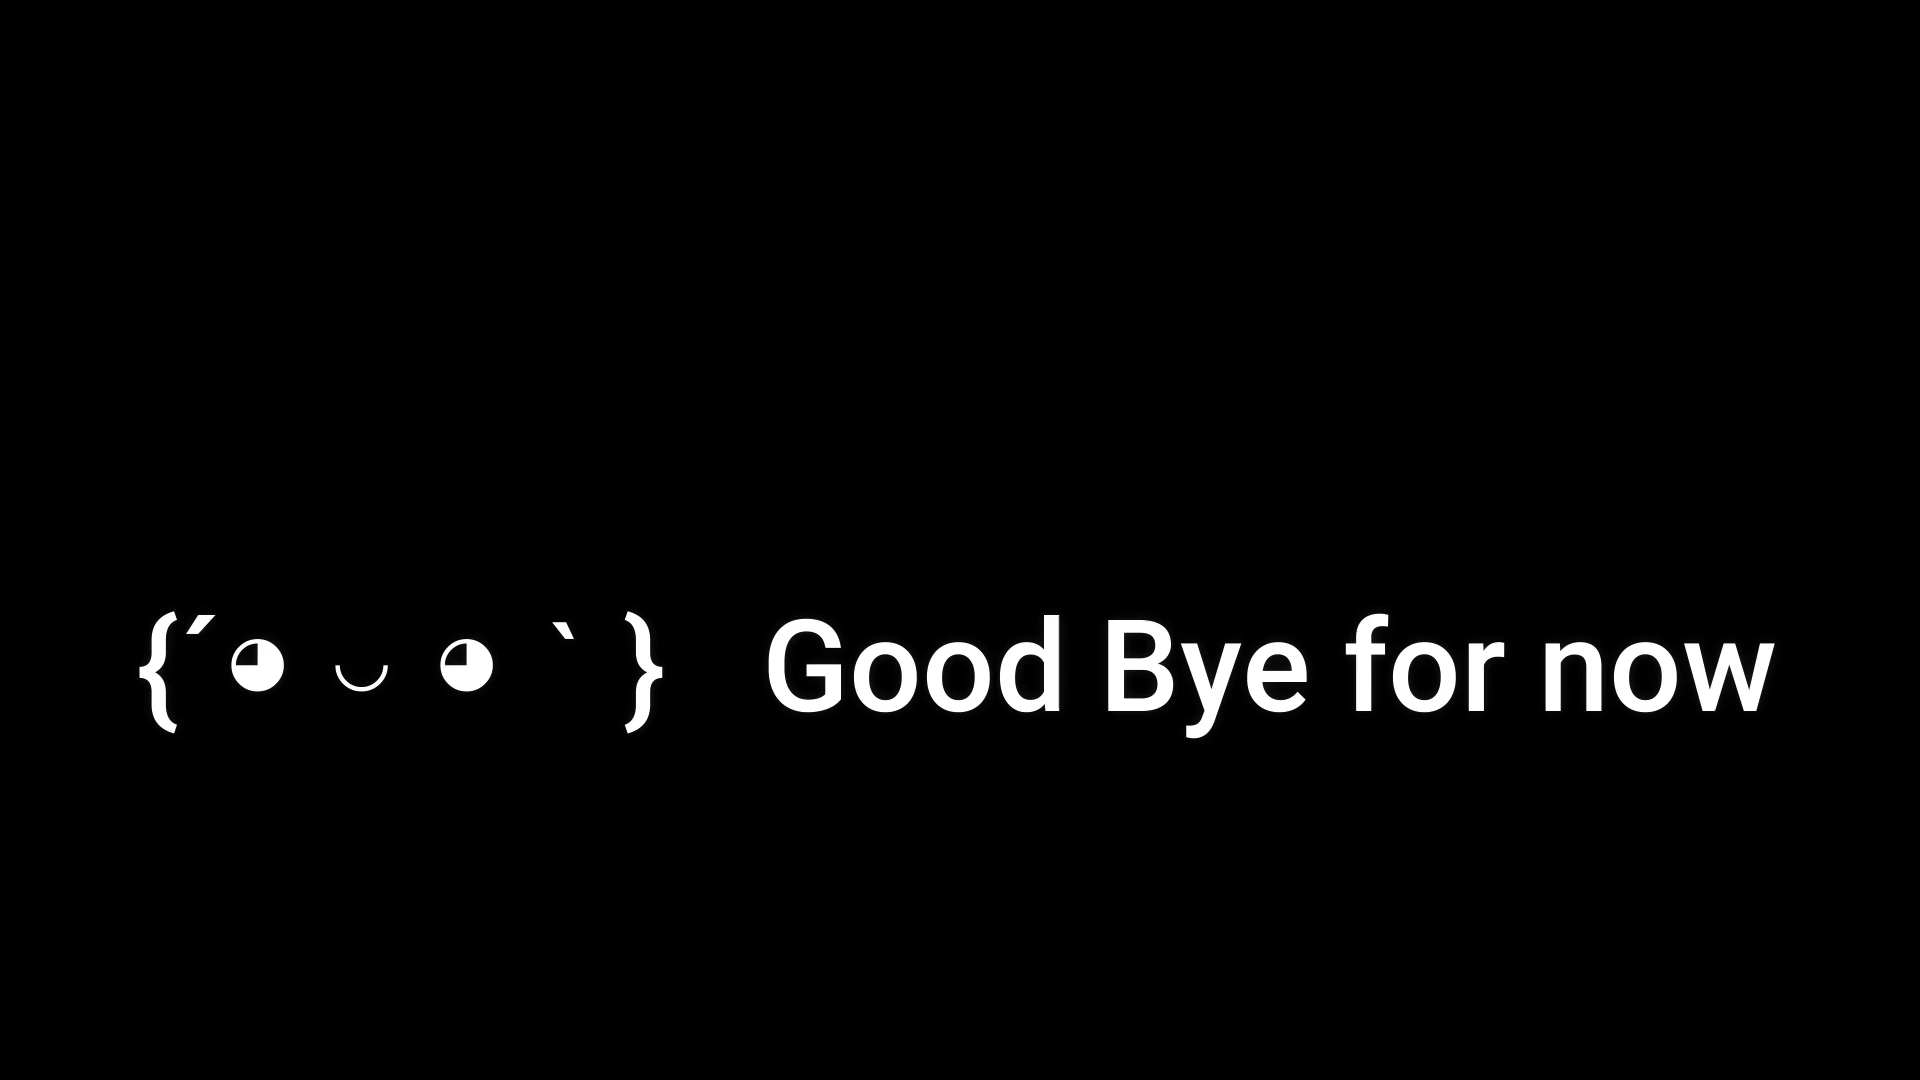 {´◕ ◡ ◕ ` } Good Bye for now